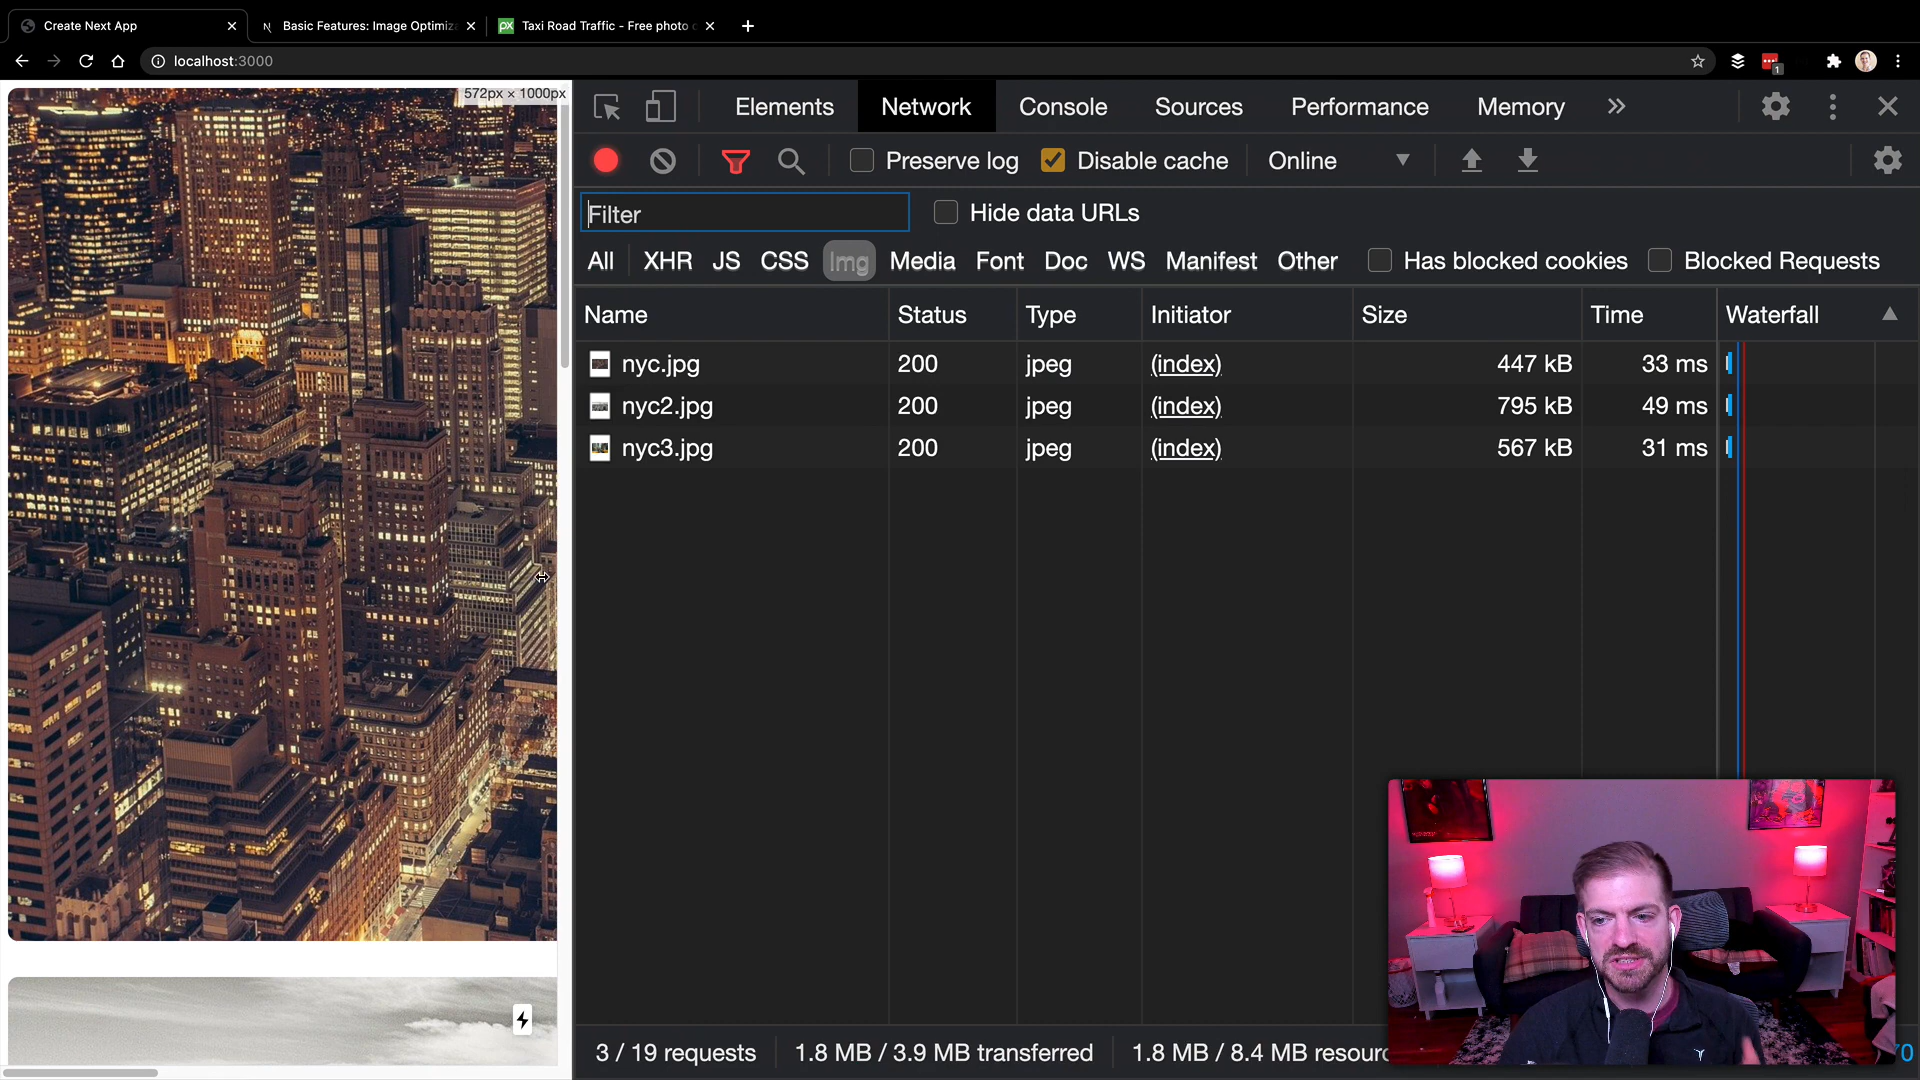 Create Next App
Basic Features: Image Optimiz
Taxi Road Traffic - Free photo
localhost:3000
572px × 1000px
Elements Network Console Sources Performance Memory
Preserve log Disable cache Online
Filter Hide data URLs
All XHR JS CSS Img Media Font Doc WS Manifest Other Has blocked cookies Blocked Requests
Name Status Type Initiator Size Time Waterfall
nyc.jpg 200 jpeg (index) 447 kB 33 ms
nyc2.jpg 200 jpeg (index) 795 kB 49 ms
nyc3.jpg 200 jpeg (index) 567 kB 31 ms
3 / 19 requests 1.8 MB / 3.9 MB transferred 1.8 MB / 8.4 MB resourc